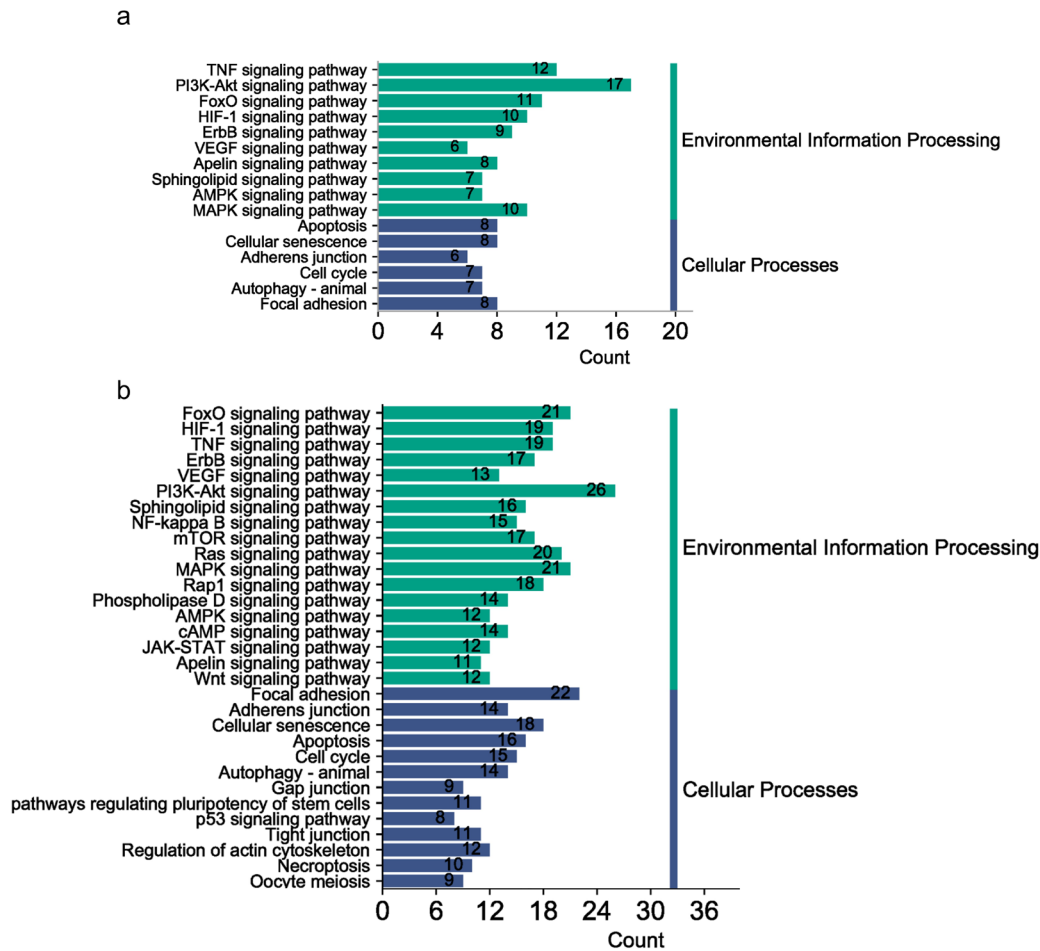 a
TNF signaling pathway 12
PI3K-Akt signaling pathway 17
FoxO signaling pathway 11
HIF-1 signaling pathway 10
ErbB signaling pathway 9
VEGF signaling pathway 6
Apelin signaling pathway 8
Sphingolipid signaling pathway 7
AMPK signaling pathway 7
MAPK signaling pathway 10
Environmental Information Processing
Apoptosis 8
Cellular senescence 8
Adherens junction 6
Cell cycle 7
Autophagy - animal 7
Focal adhesion 8
Cellular Processes
0 4 8 12 16 20
Count
b
FoxO signaling pathway 21
HIF-1 signaling pathway 19
TNF signaling pathway 19
ErbB signaling pathway 17
VEGF signaling pathway 13
PI3K-Akt signaling pathway 26
Sphingolipid signaling pathway 16
NF-kappa B signaling pathway 15
mTOR signaling pathway 17
Ras signaling pathway 20
MAPK signaling pathway 21
Rap1 signaling pathway 18
Phospholipase D signaling pathway 14
AMPK signaling pathway 12
cAMP signaling pathway 14
JAK-STAT signaling pathway 12
Apelin signaling pathway 11
Wnt signaling pathway 12
Environmental Information Processing
Focal adhesion 22
Adherens junction 14
Cellular senescence 18
Apoptosis 16
Cell cycle 15
Autophagy - animal 14
Gap junction 9
pathways regulating pluripotency of stem cells 11
p53 signaling pathway 8
Tight junction 11
Regulation of actin cytoskeleton 12
Necroptosis 10
Oocyte meiosis 9
Cellular Processes
0 6 12 18 24 30 36
Count